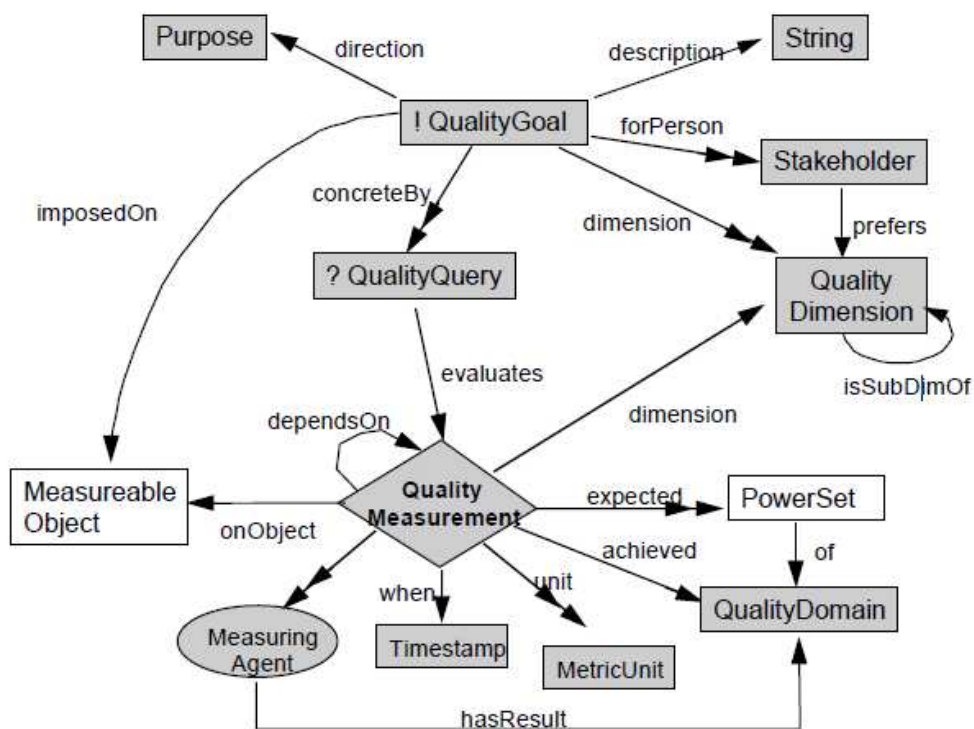 Purpose
direction
description
String
! QualityGoal
forPerson
Stakeholder
concreteBy
imposedOn
dimension
prefers
? QualityQuery
Quality
Dimension
evaluates
isSubDimOf
dependsOn
dimension
Measureable
Object
Quality
Measurement
expected
PowerSet
onObject
achieved
of
when
unit
QualityDomain
Measuring
Agent
Timestamp
MetricUnit
hasResult